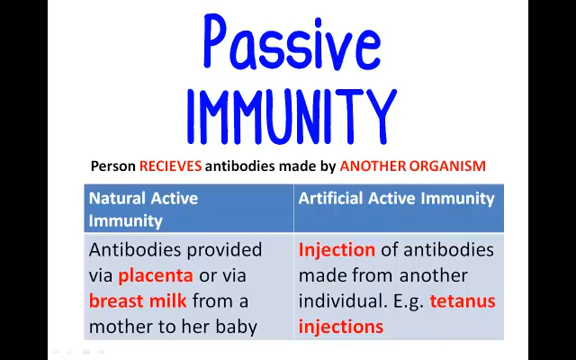 Passive
IMMUNITY
Person RECIEVES antibodies made by ANOTHER ORGANISM
Natural Active
Immunity
Antibodies provided
via placenta or via
breast milk from a
mother to her baby
Artificial Active Immunity
Injection of antibodies
made from another
individual. E.g. tetanus
injections